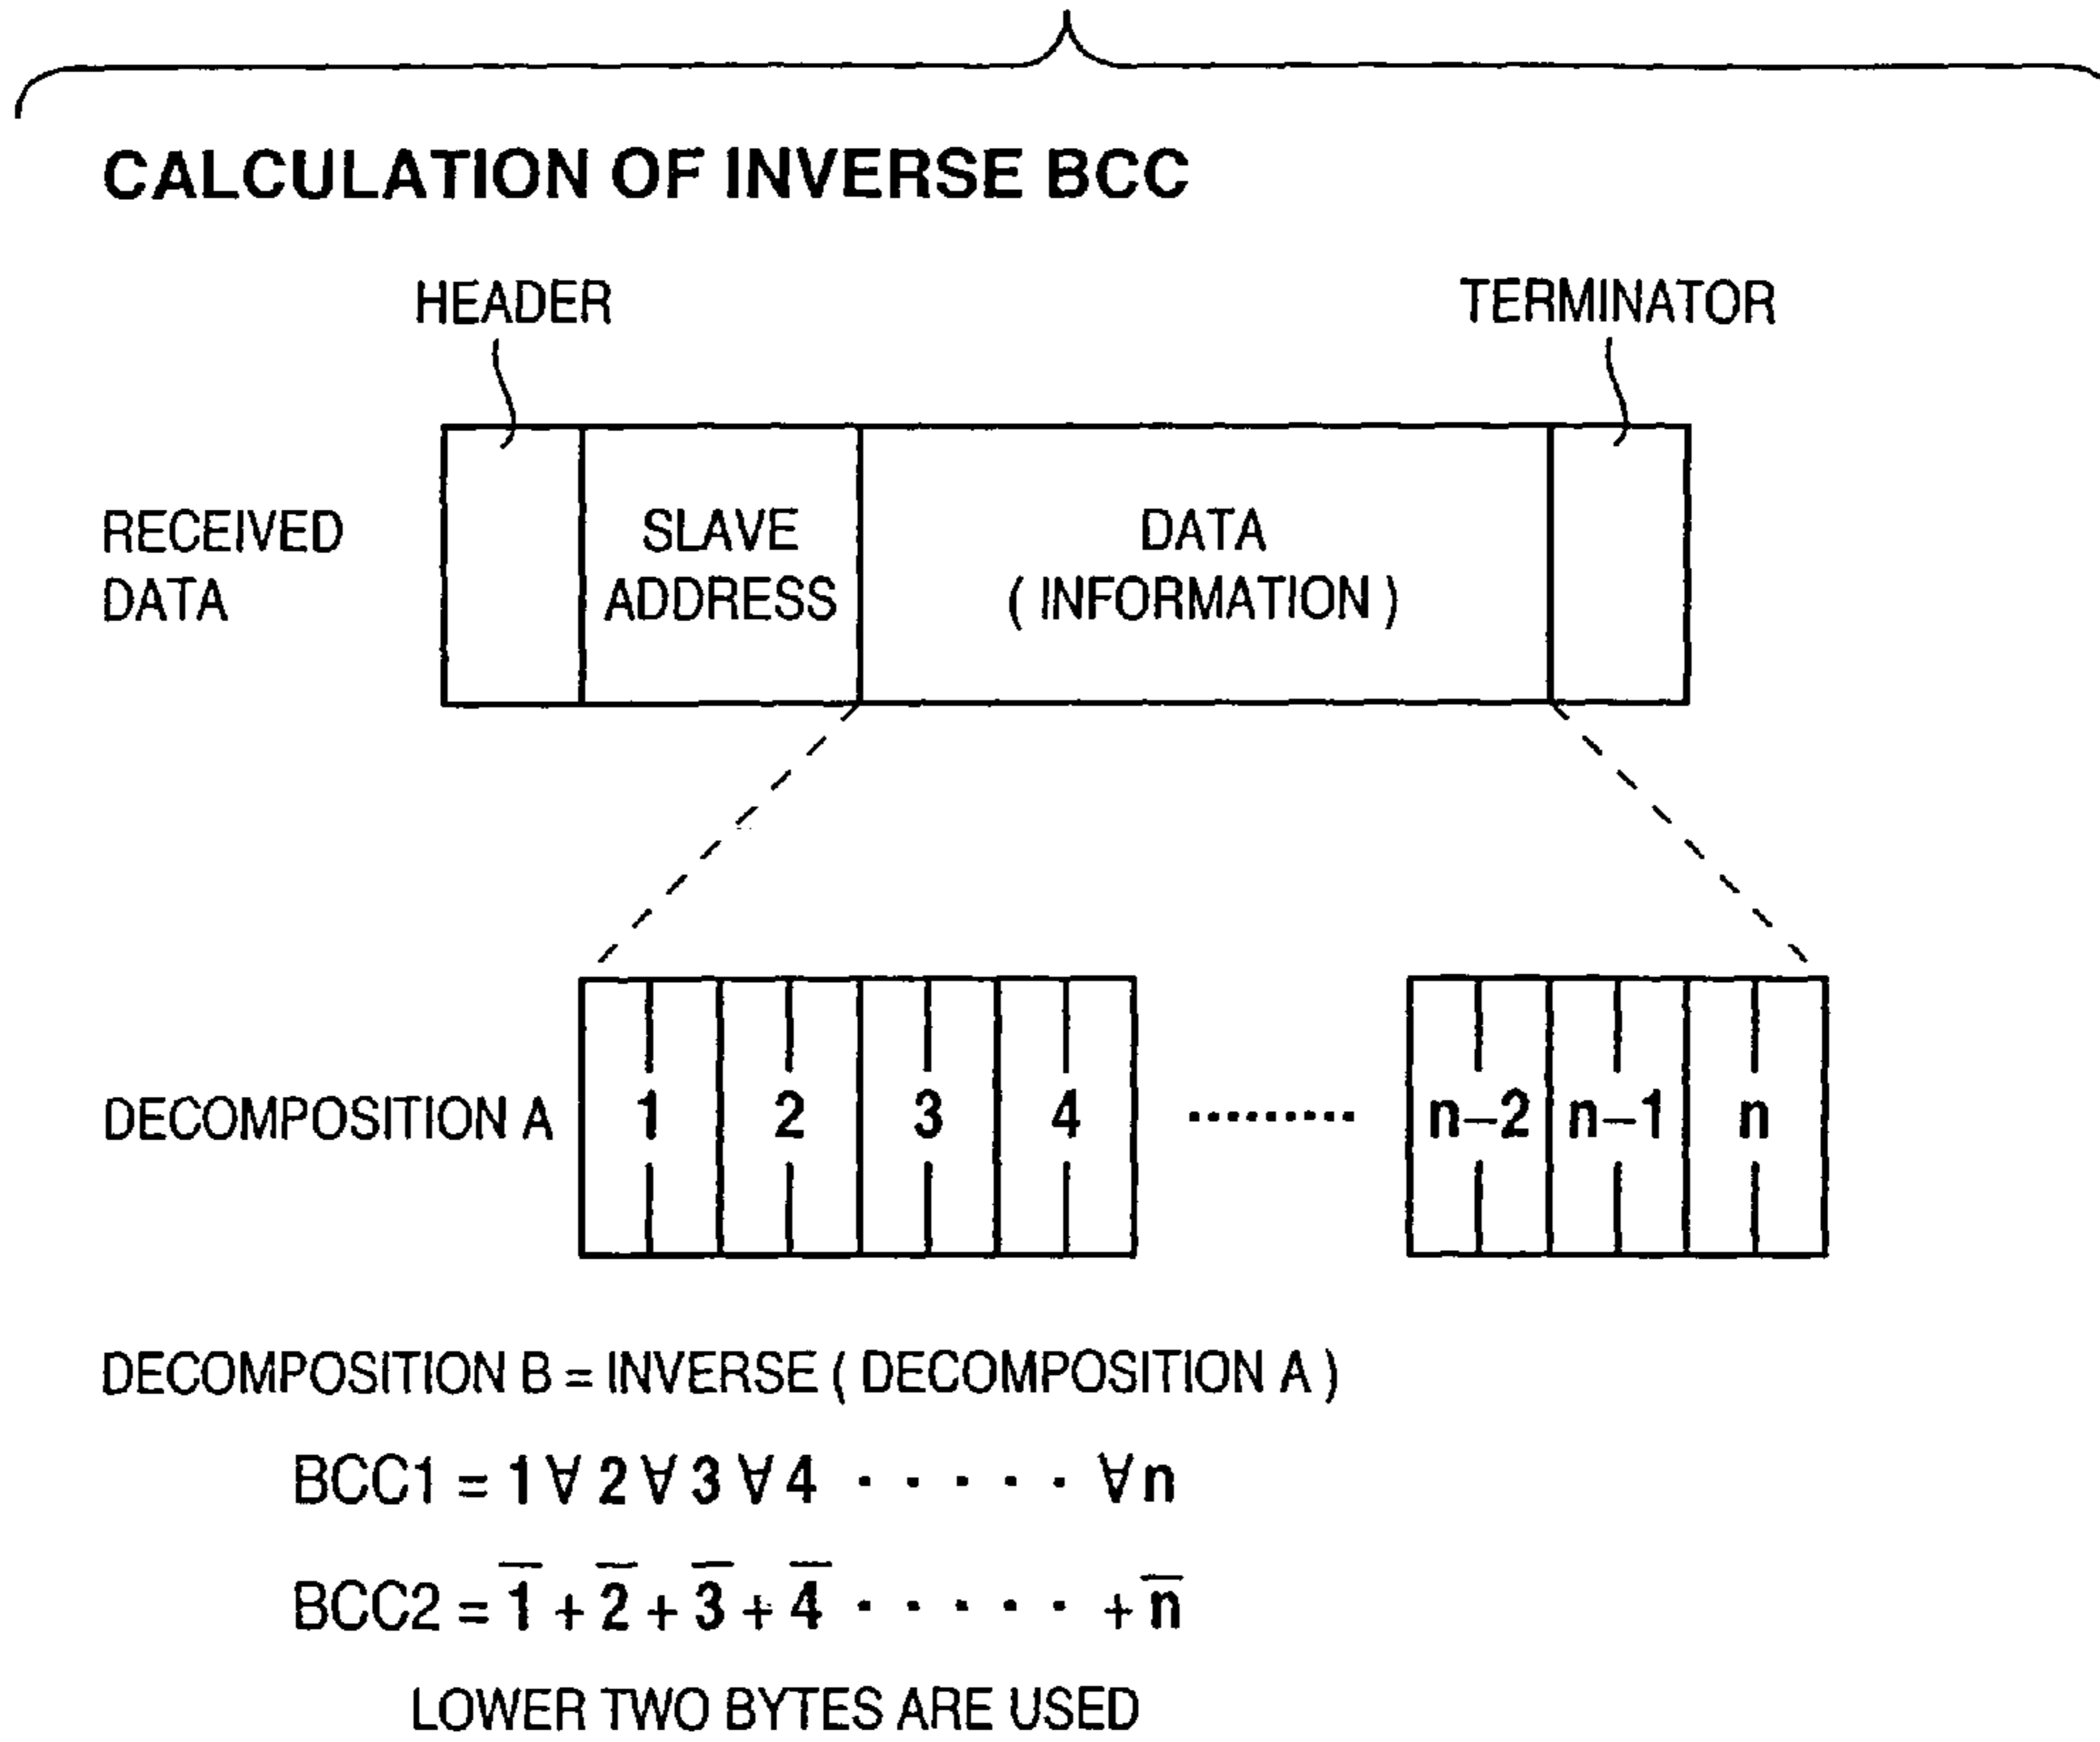 CALCULATION OF INVERSE BCC
HEADER
TERMINATOR
RECEIVED
DATA
SLAVE
ADDRESS
DATA
( INFORMATION )
DECOMPOSITION A
1 2 3 4 ········· n–2 n–1 n
DECOMPOSITION B = INVERSE ( DECOMPOSITION A )
BCC1 = 1 ∀ 2 ∀ 3 ∀ 4 · · · · · ∀ n
BCC2 = 1̅ + 2̅ + 3̅ + 4̅ · · · · · + n̅
LOWER TWO BYTES ARE USED